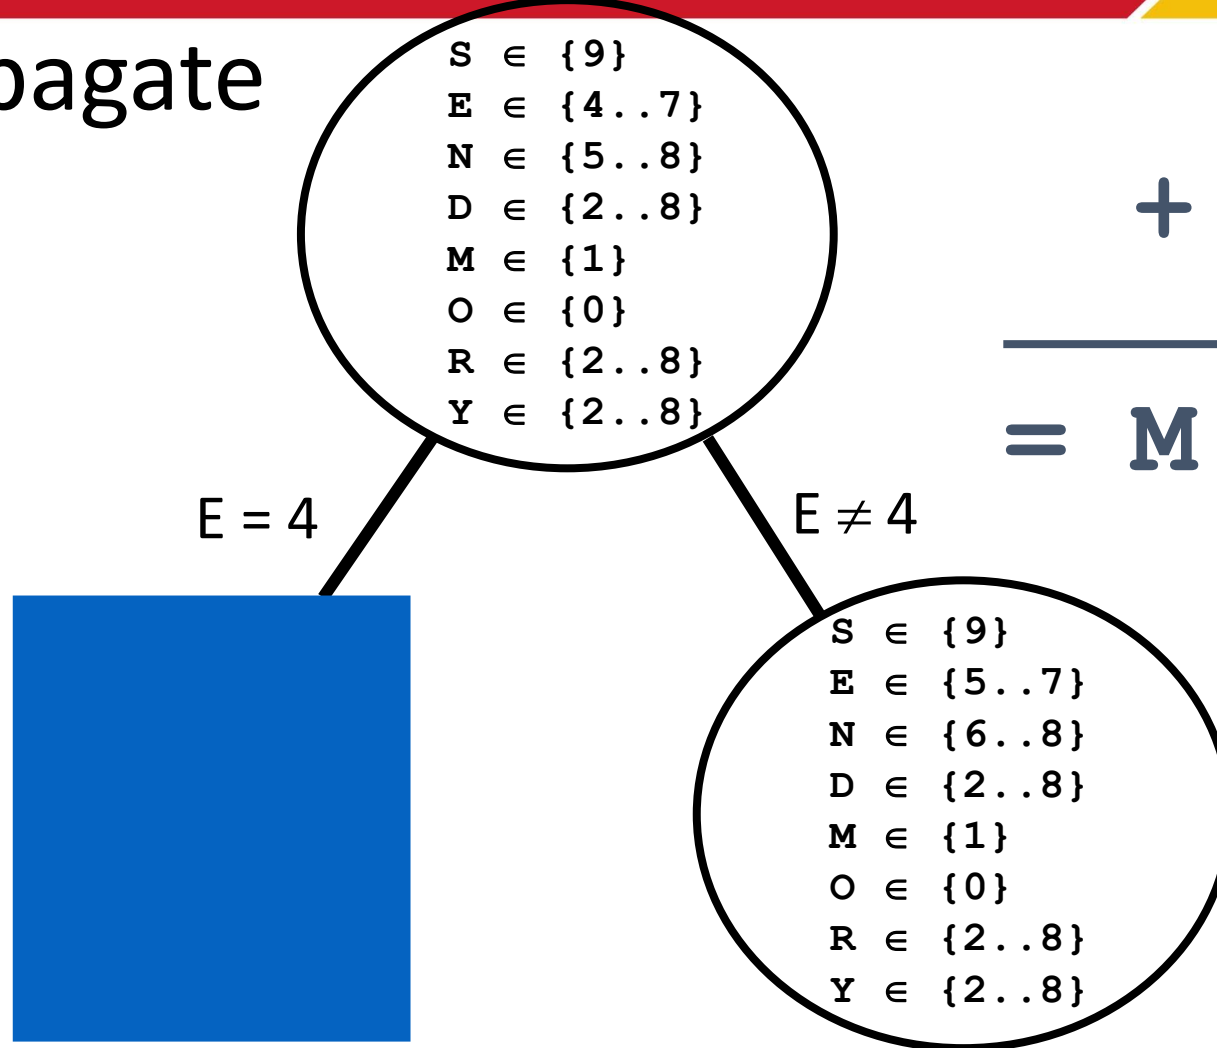 pagate
S ∈ {9}
E ∈ {4..7}
N ∈ {5..8}
D ∈ {2..8}
M ∈ {1}
O ∈ {0}
R ∈ {2..8}
Y ∈ {2..8}
+
= M
E = 4
E ≠ 4
S ∈ {9}
E ∈ {5..7}
N ∈ {6..8}
D ∈ {2..8}
M ∈ {1}
O ∈ {0}
R ∈ {2..8}
Y ∈ {2..8}